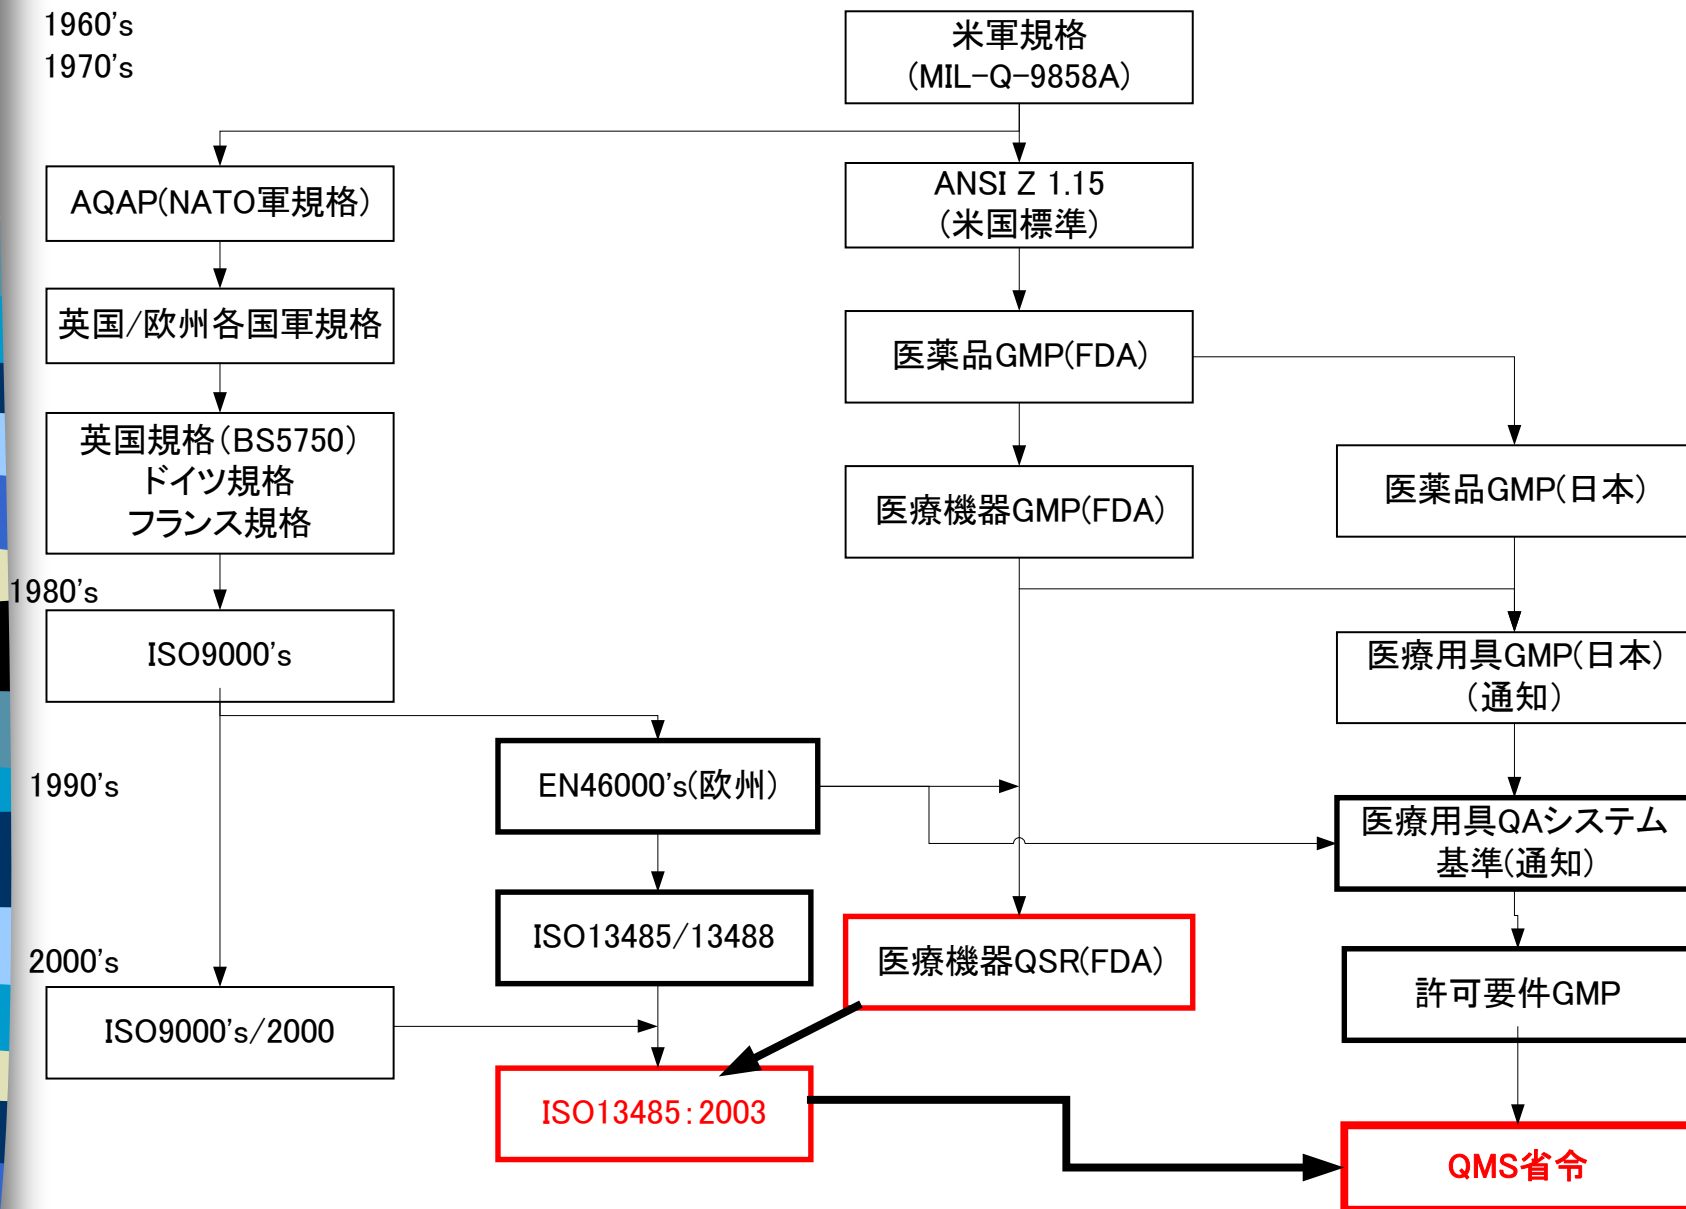 1960's
1970's
米軍規格
(MIL-Q-9858A)
AQAP(NATO軍規格)
ANSI Z 1.15
(米国標準)
英国/欧州各国軍規格
医薬品GMP(FDA)
英国規格(BS5750)
ドイツ規格
フランス規格
医療機器GMP(FDA)
医薬品GMP(日本)
1980's
ISO9000's
医療用具GMP(日本)
(通知)
1990's
EN46000's(欧州)
医療用具QAシステム
基準(通知)
ISO13485/13488
医療機器QSR(FDA)
2000's
許可要件GMP
ISO9000's/2000
ISO13485:2003
QMS省令